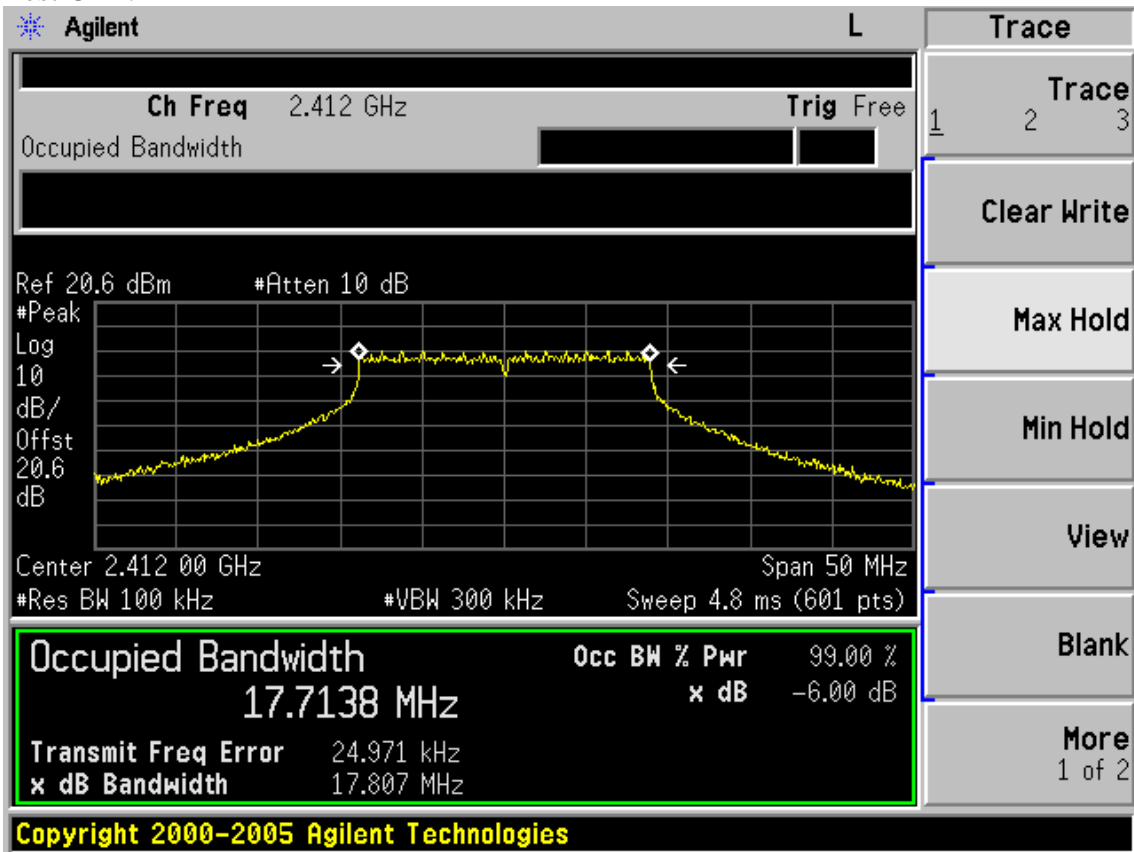 Agilent L
Ch Freq 2.412 GHz Trig Free
Occupied Bandwidth
Ref 20.6 dBm #Atten 10 dB
#Peak
Log
10
dB/
Offst
20.6
dB
Center 2.412 00 GHz Span 50 MHz
#Res BW 100 kHz #VBW 300 kHz Sweep 4.8 ms (601 pts)
Occupied Bandwidth Occ BW % Pwr 99.00 %
17.7138 MHz x dB -6.00 dB
Transmit Freq Error 24.971 kHz
x dB Bandwidth 17.807 MHz
Copyright 2000-2005 Agilent Technologies
Trace
Trace
1 2 3
Clear Write
Max Hold
Min Hold
View
Blank
More
1 of 2